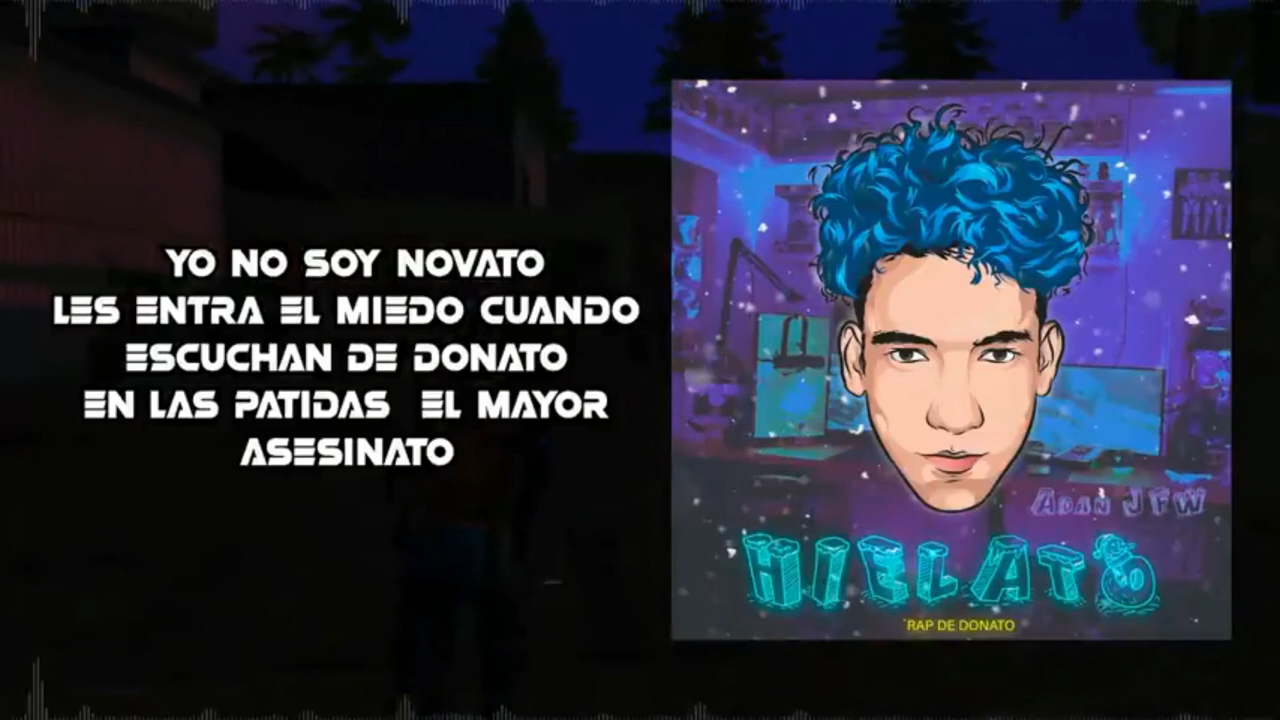 YO NO SOY NOVATO
LES ENTRA EL MIEDO CUANDO
ESCUCHAN DE DONATO
EN LAS PATIDAS EL MAYOR
ASESINATO
ADAN JFW
HIELATO
RAP DE DONATO